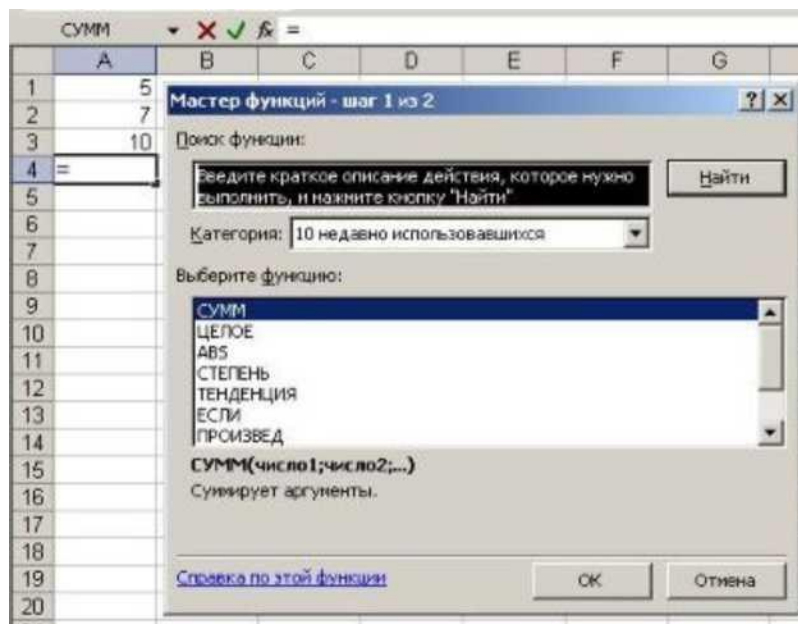 СУММ fx =
A B C D E F G
1 5
2 7
3 10
4 =
5
6
7
8
9
10
11
12
13
14
15
16
17
18
19
20
Мастер функций - шаг 1 из 2 ? X
Поиск функции:
Введите краткое описание действия, которое нужно
выполнить, и нажмите кнопку "Найти"
Найти
Категория: 10 недавно использовавшихся
Выберите функцию:
СУММ
ЦЕЛОЕ
ABS
СТЕПЕНЬ
ТЕНДЕНЦИЯ
ЕСЛИ
ПРОИЗВЕД
СУММ(число1;число2;...)
Суммирует аргументы.
Справка по этой функции
ОК Отмена